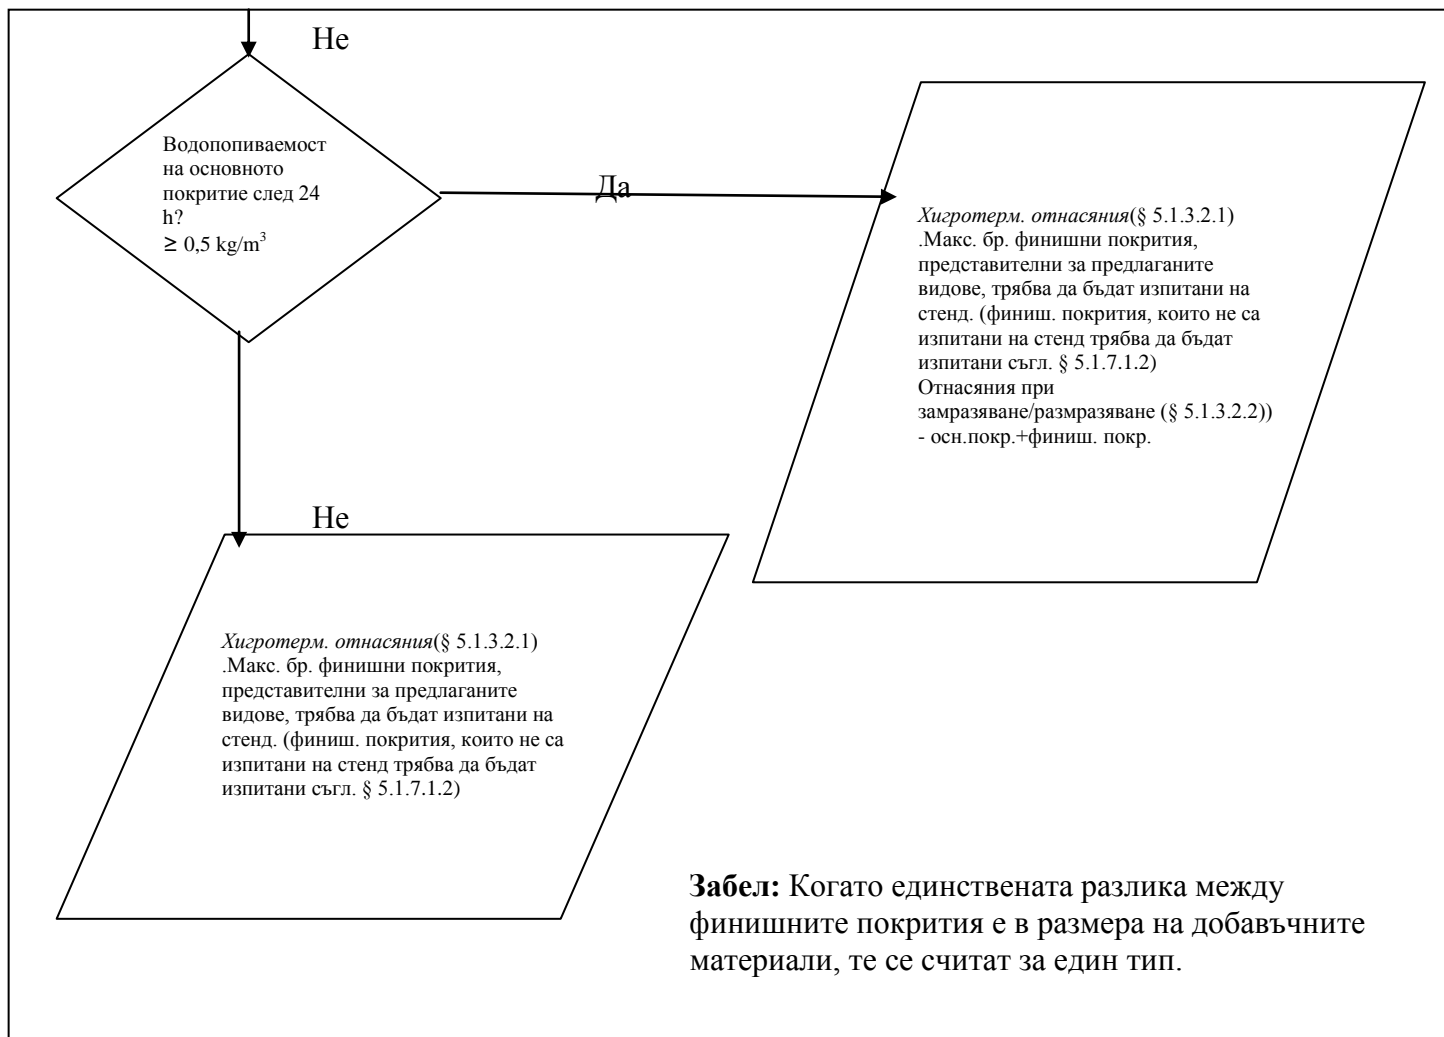 Не
Водопопиваемост
на основното
покритие след 24
h?
≥ 0,5 kg/m³
Да
Хигротерм. отнасяния(§ 5.1.3.2.1)
.Макс. бр. финишни покрития,
представителни за предлаганите
видове, трябва да бъдат изпитани на
стенд. (финиш. покрития, които не са
изпитани на стенд трябва да бъдат
изпитани съгл. § 5.1.7.1.2)
Отнасяния при
замразяване/размразяване (§ 5.1.3.2.2))
- осн.покр.+финиш. покр.
Не
Хигротерм. отнасяния(§ 5.1.3.2.1)
.Макс. бр. финишни покрития,
представителни за предлаганите
видове, трябва да бъдат изпитани на
стенд. (финиш. покрития, които не са
изпитани на стенд трябва да бъдат
изпитани съгл. § 5.1.7.1.2)
Забел: Когато единствената разлика между
финишните покрития е в размера на добавъчните
материали, те се считат за един тип.